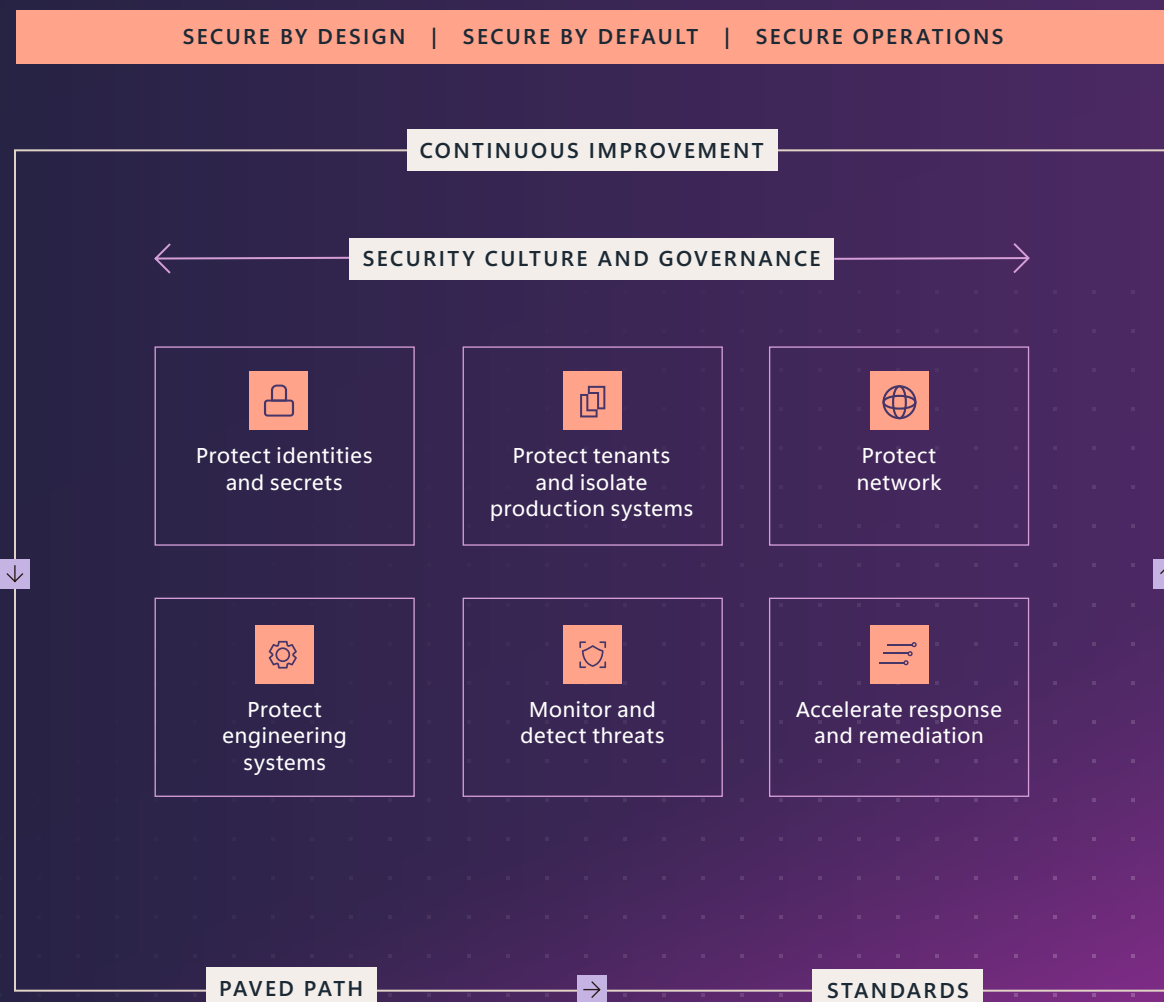 SECURE BY DESIGN | SECURE BY DEFAULT | SECURE OPERATIONS
CONTINUOUS IMPROVEMENT
SECURITY CULTURE AND GOVERNANCE
Protect identities
and secrets
Protect tenants
and isolate
production systems
Protect
network
Protect
engineering
systems
Monitor and
detect threats
Accelerate response
and remediation
PAVED PATH
STANDARDS